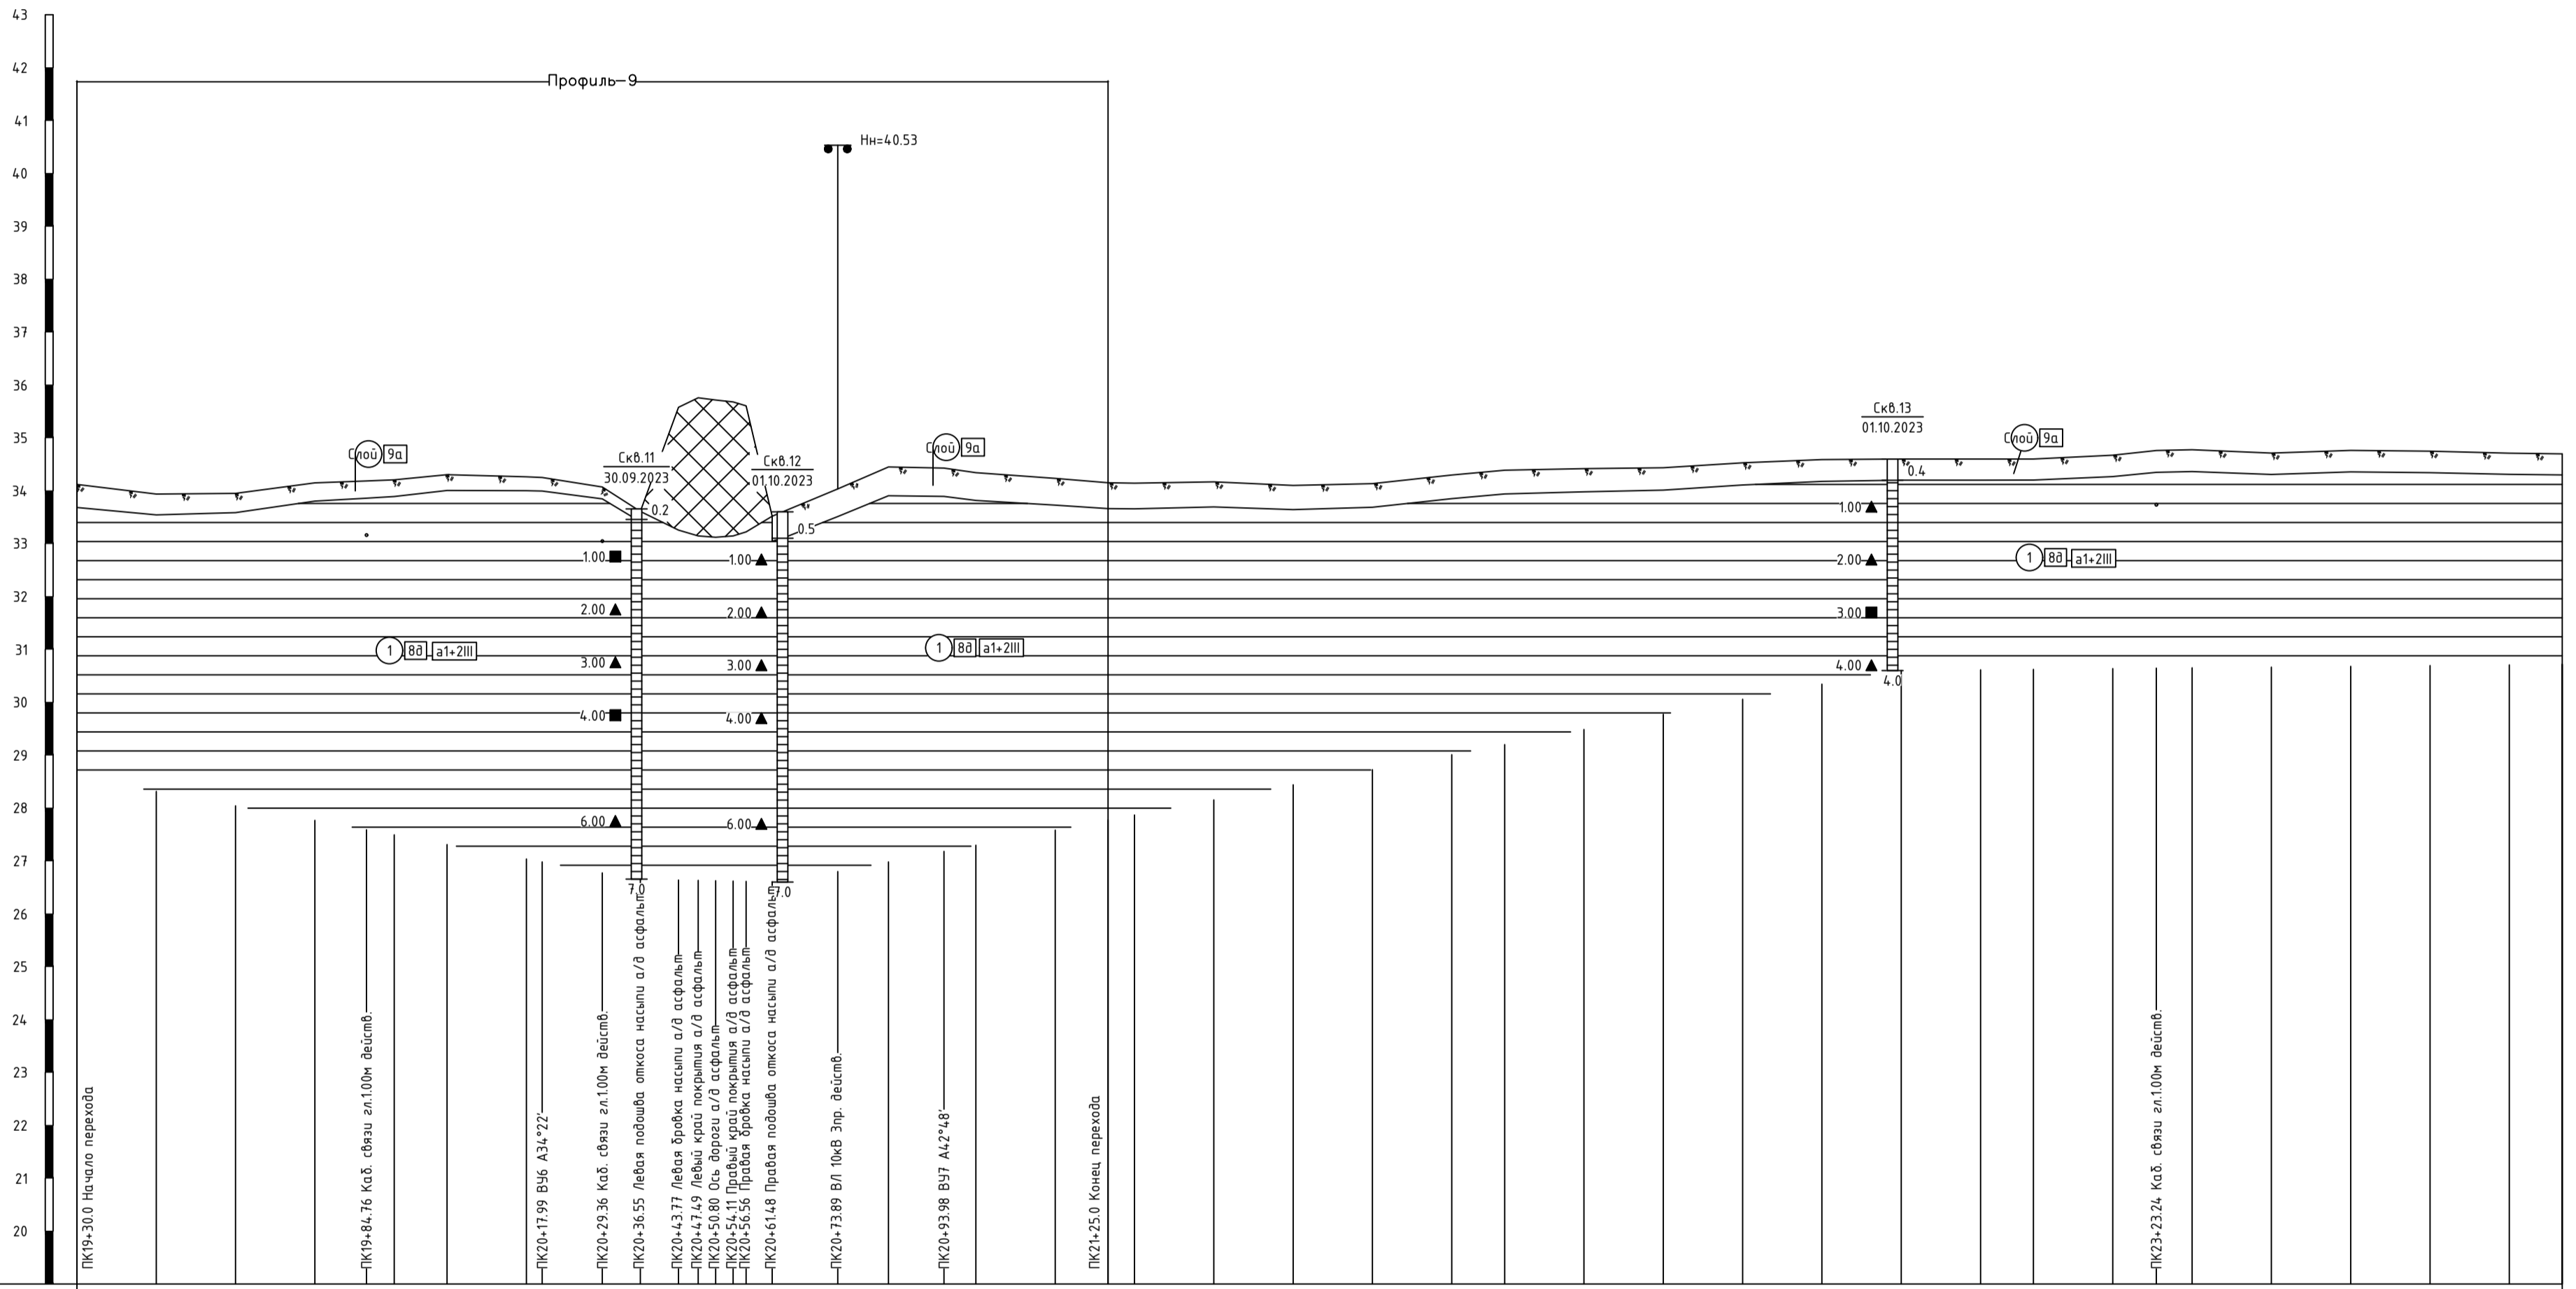 43
42
Профиль-9
41
Нн=40.53
40
39
38
37
36
35
34
33
32
31
30
29
28
27
26
25
24
23
22
21
20
Слой 9а
Скв.11
30.09.2023
0.2
1.00
2.00
3.00
4.00
6.00
7.0
Скв.12
01.10.2023
0.5
1.00
2.00
3.00
4.00
6.00
7.0
Слой 9а
Скв.13
01.10.2023
0.4
1.00
2.00
3.00
4.00
4.0
Слой 9а
1 8д а1+2III
1 8д а1+2III
1 8д а1+2III
ПК19+30.0 Начало перехода
ПК19+84.76 Каб. связи гл.1.00м действ.
ПК20+17.99 ВУ6 А34°22'
ПК20+29.36 Каб. связи гл.1.00м действ.
ПК20+36.55 Левая подошва откоса насыпи а/д асфальт
ПК20+43.77 Левая бровка насыпи а/д асфальт
ПК20+47.49 Левый край покрытия а/д асфальт
ПК20+50.80 Ось дороги а/д асфальт
ПК20+54.11 Правый край покрытия а/д асфальт
ПК20+56.56 Правая бровка насыпи а/д асфальт
ПК20+61.48 Правая подошва откоса насыпи а/д асфальт
ПК20+73.89 ВЛ 10кВ 3пр. действ.
ПК20+93.98 ВУ7 А42°48'
ПК21+25.0 Конец перехода
ПК23+23.24 Каб. связи гл.1.00м действ.